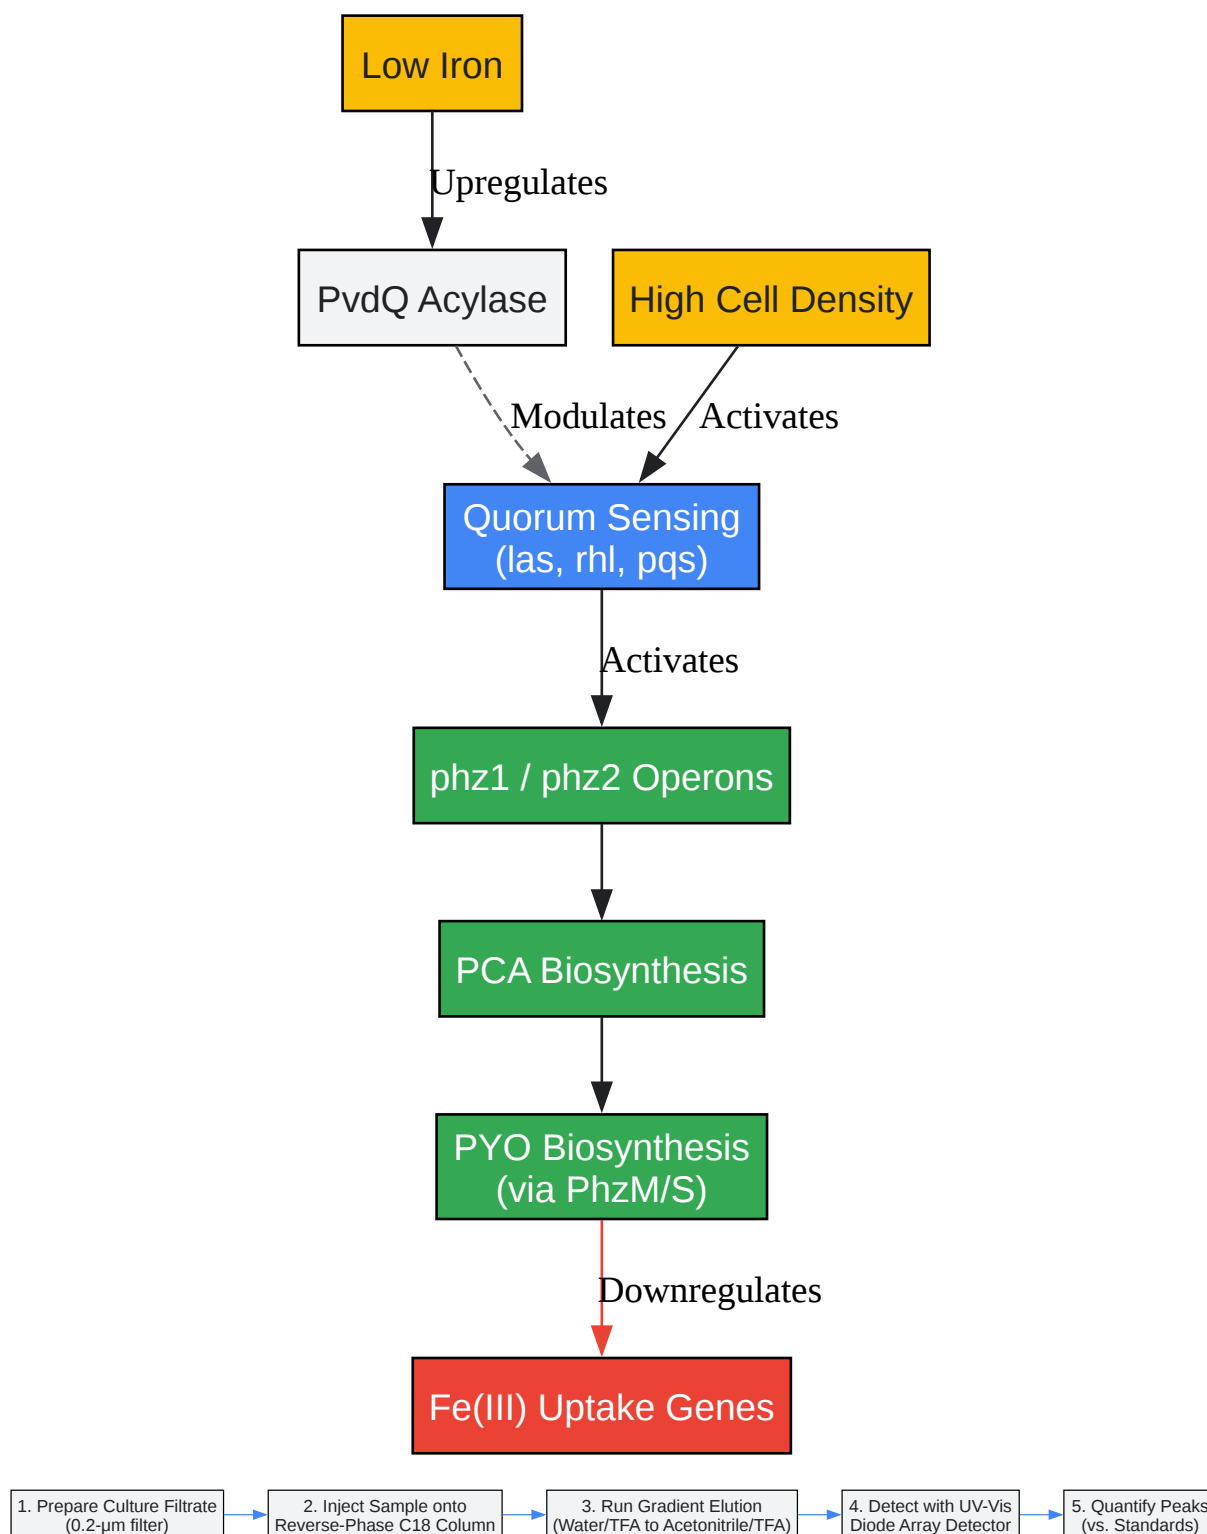 Low Iron
Upregulates
PvdQ Acylase
High Cell Density
Modulates
Activates
Quorum Sensing
(las, rhl, pqs)
Activates
phz1 / phz2 Operons
PCA Biosynthesis
PYO Biosynthesis
(via PhzM/S)
Downregulates
Fe(III) Uptake Genes
1. Prepare Culture Filtrate
(0.2-μm filter)
2. Inject Sample onto
Reverse-Phase C18 Column
3. Run Gradient Elution
(Water/TFA to Acetonitrile/TFA)
4. Detect with UV-Vis
Diode Array Detector
5. Quantify Peaks
(vs. Standards)